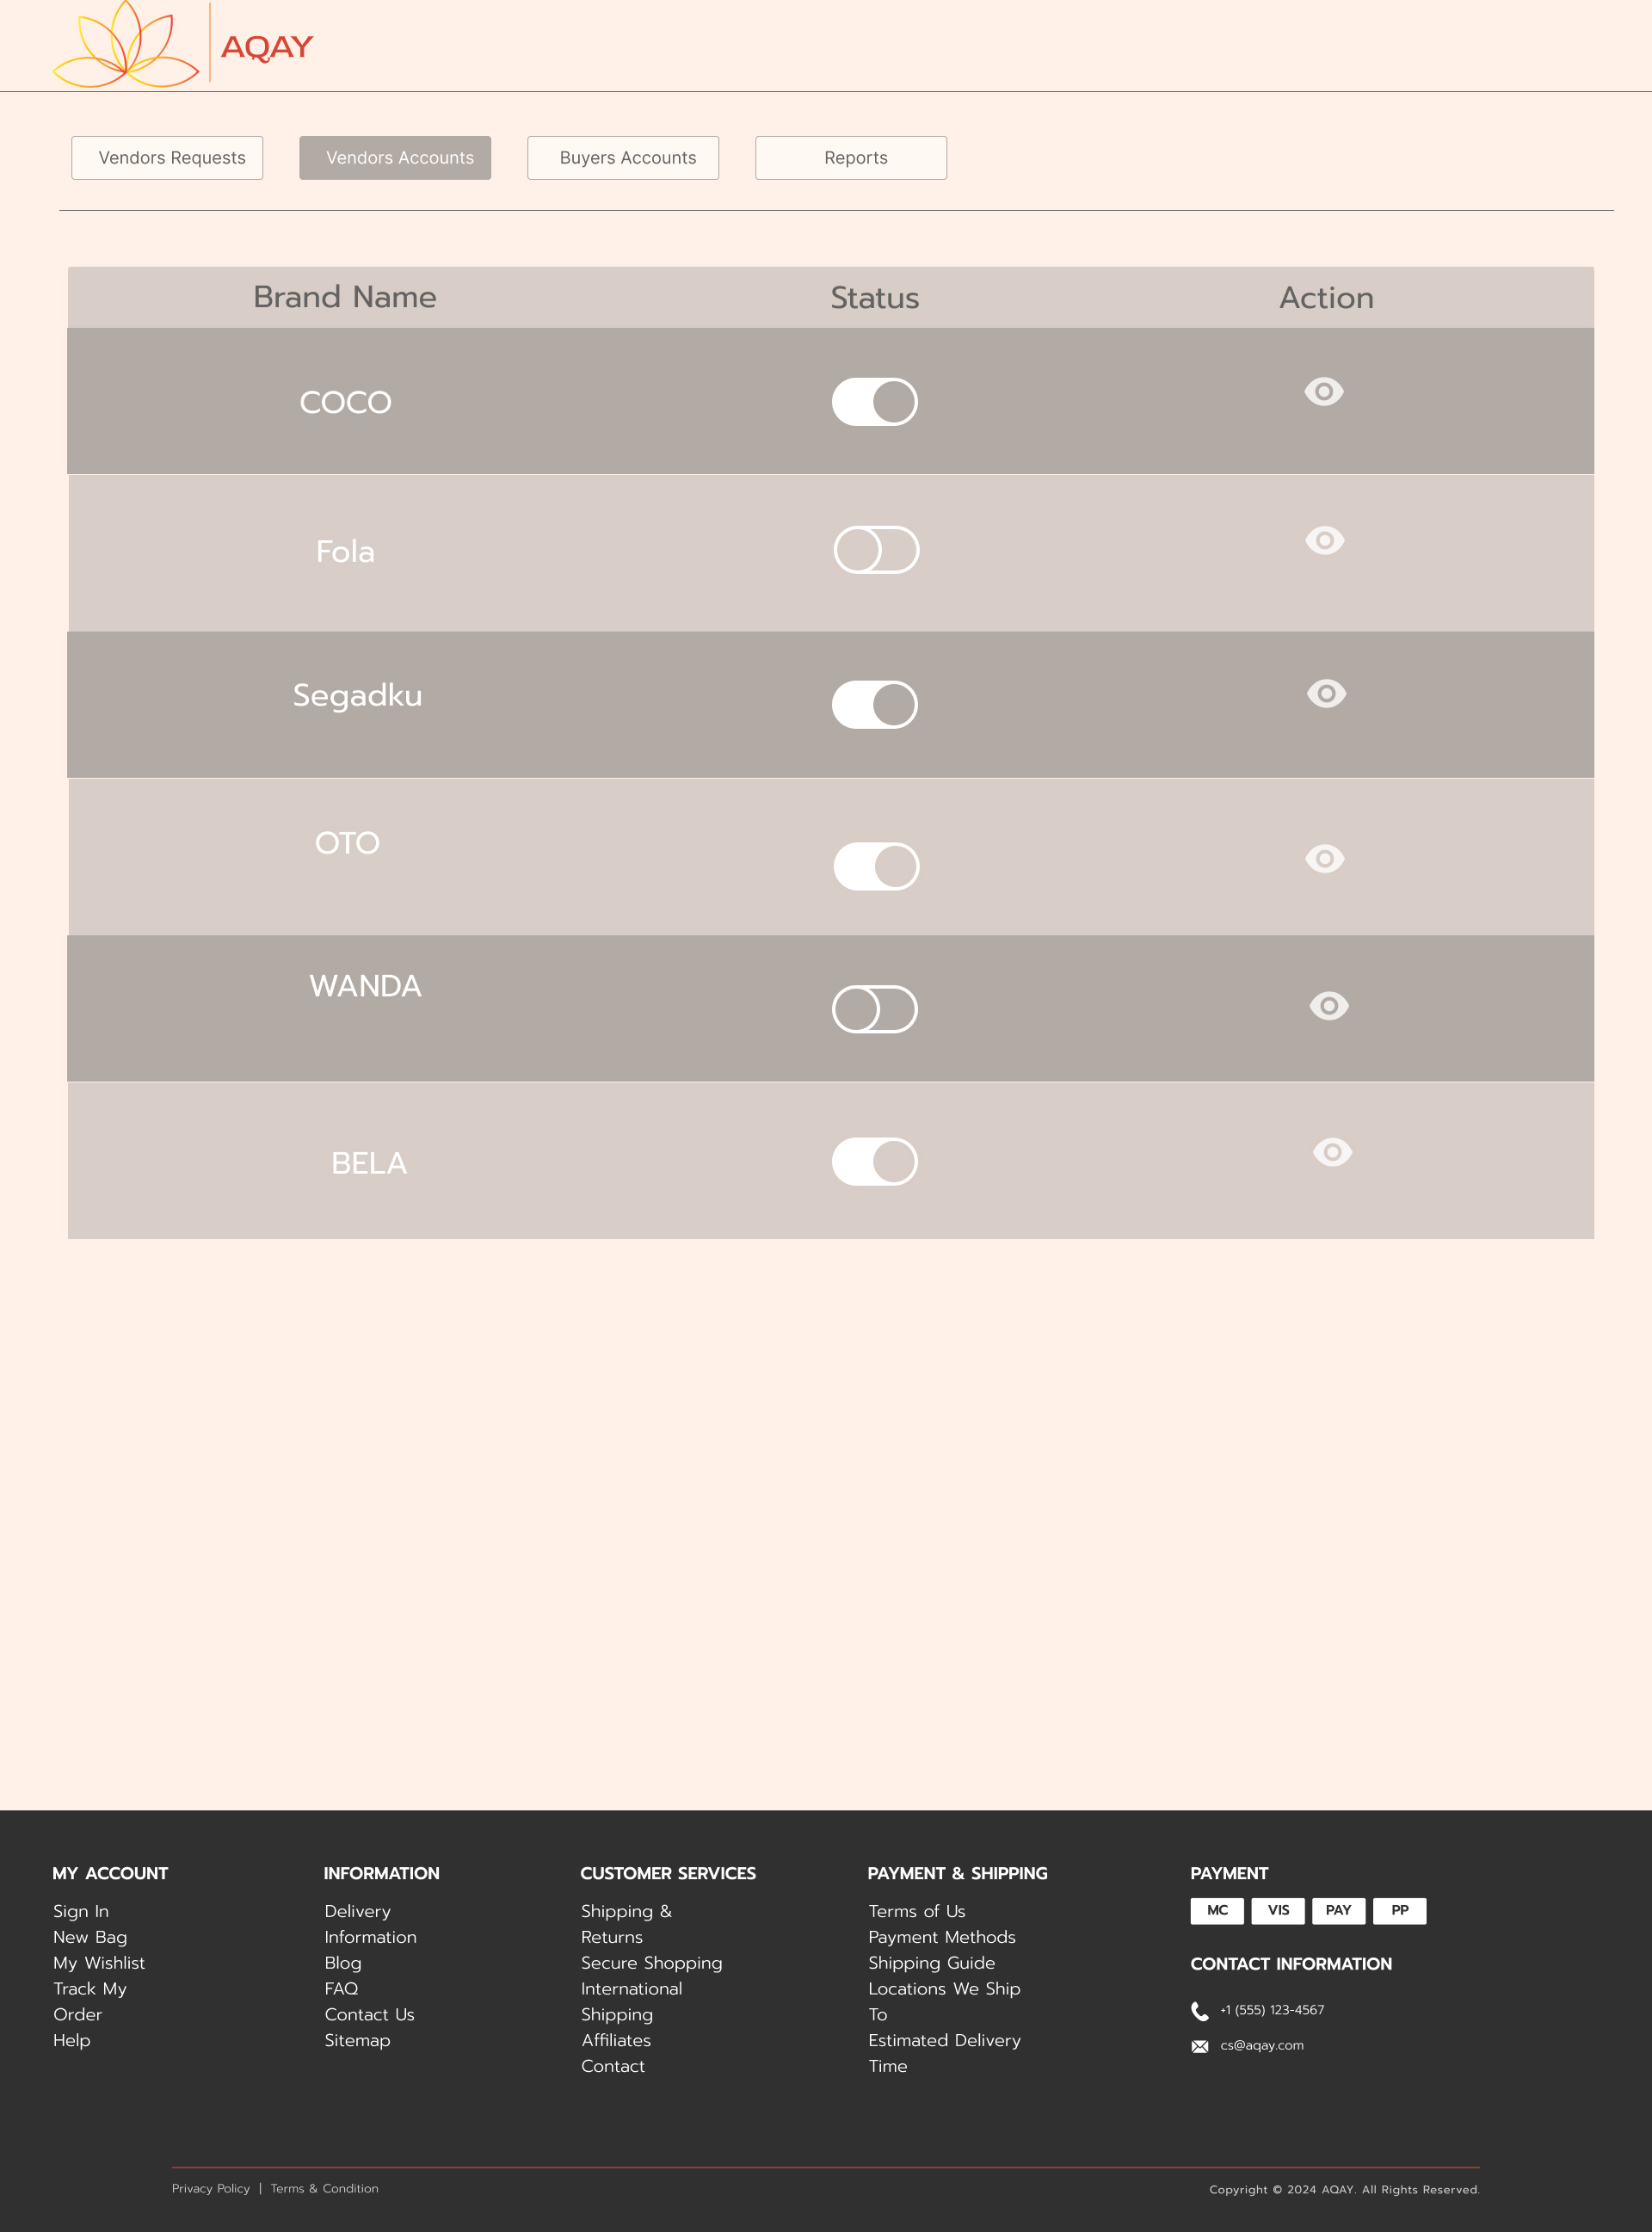 AQAY
Vendors Requests
Vendors Accounts
Buyers Accounts
Reports
Brand Name
Status
Action
COCO
Fola
Segadku
OTO
WANDA
BELA
MY ACCOUNT
Sign In
New Bag
My Wishlist
Track My
Order
Help
INFORMATION
Delivery
Information
Blog
FAQ
Contact Us
Sitemap
CUSTOMER SERVICES
Shipping &
Returns
Secure Shopping
International
Shipping
Affiliates
Contact
PAYMENT & SHIPPING
Terms of Us
Payment Methods
Shipping Guide
Locations We Ship
To
Estimated Delivery
Time
PAYMENT
MC
VIS
PAY
PP
CONTACT INFORMATION
+1 (555) 123-4567
cs@aqay.com
Privacy Policy | Terms & Condition
Copyright © 2024 AQAY. All Rights Reserved.